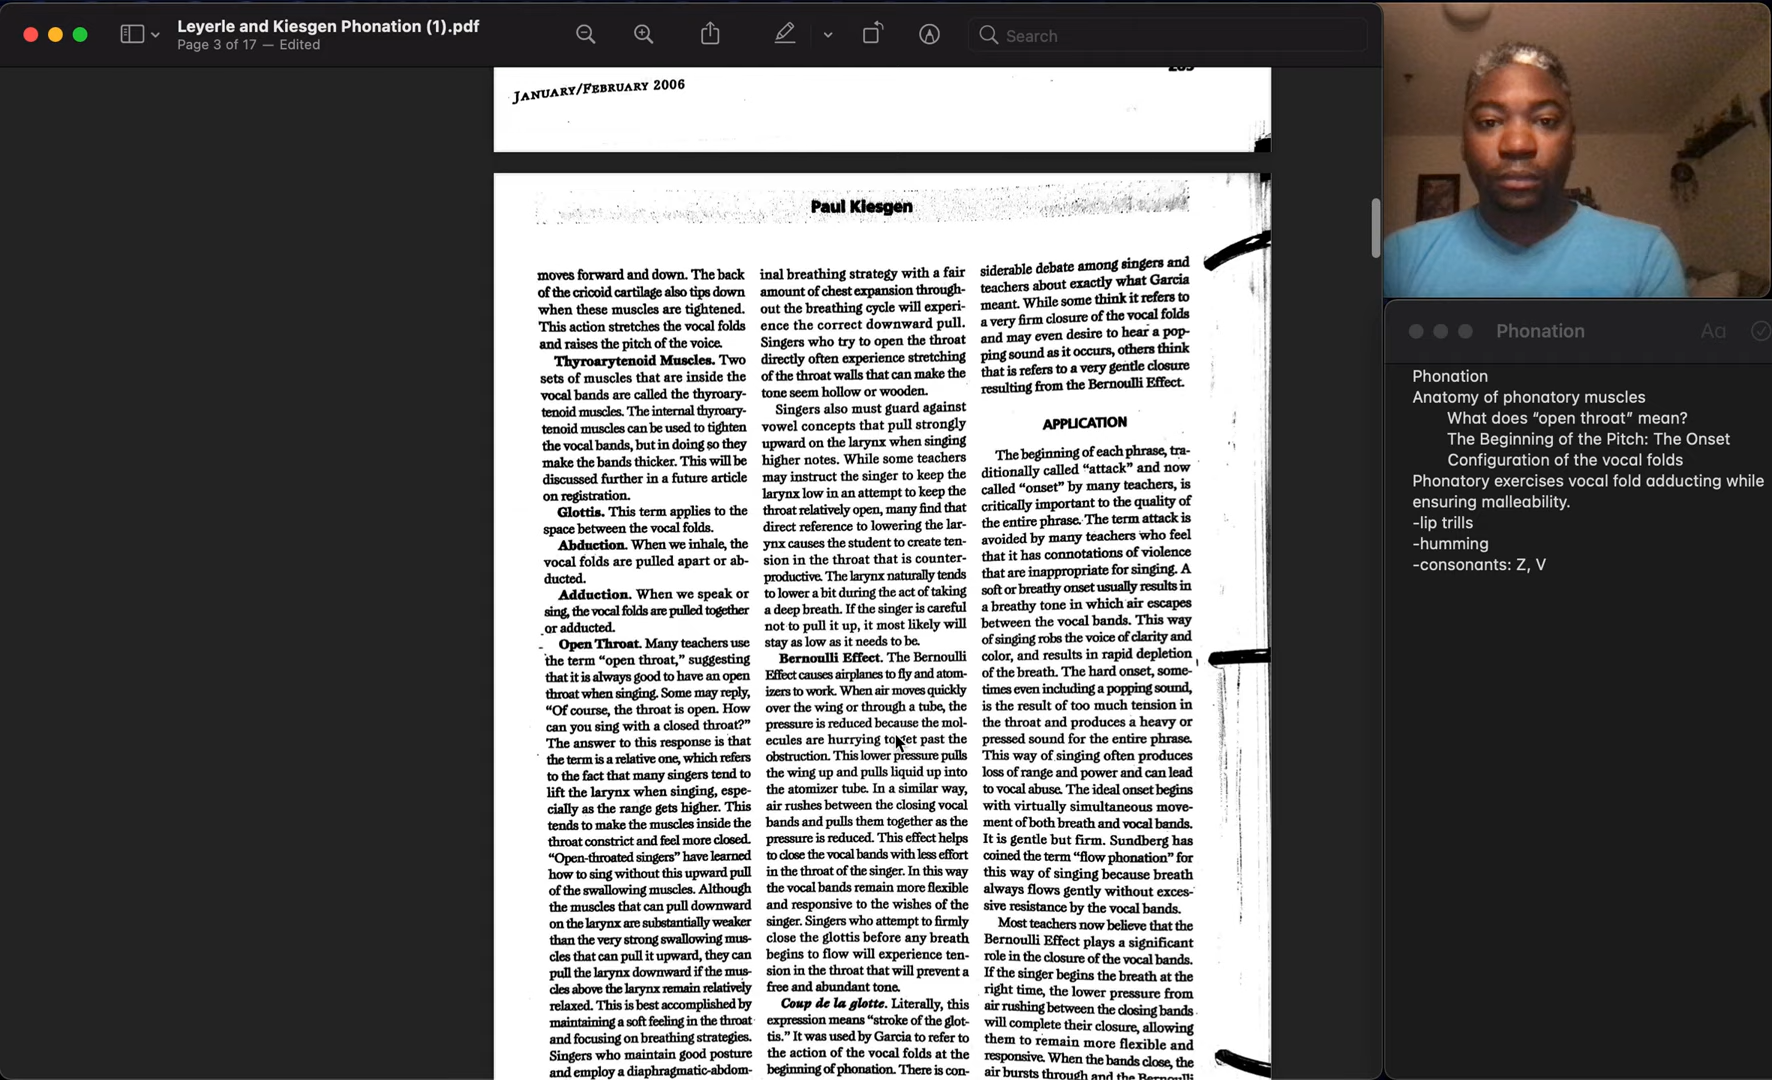 Leyerle and Kiesgen Phonation (1).pdf
Page 3 of 17 — Edited
Search
JANUARY/FEBRUARY 2006
Paul Kiesgen
moves forward and down. The back
of the cricoid cartilage also tips down
when these muscles are tightened.
This action stretches the vocal folds
and raises the pitch of the voice.
Thyroarytenoid Muscles. Two
sets of muscles that are inside the
vocal bands are called the thyroary-
tenoid muscles. The internal thyroary-
tenoid muscles can be used to tighten
the vocal bands, but in doing so they
make the bands thicker. This will be
discussed further in a future article
on registration.
Glottis. This term applies to the
space between the vocal folds.
Abduction. When we inhale, the
vocal folds are pulled apart or ab-
ducted.
Adduction. When we speak or
sing, the vocal folds are pulled together
or adducted.
Open Throat. Many teachers use
the term “open throat,” suggesting
that it is always good to have an open
throat when singing. Some may reply,
“Of course, the throat is open. How
can you sing with a closed throat?”
The answer to this response is that
the term is a relative one, which refers
to the fact that many singers tend to
lift the larynx when singing, espe-
cially as the range gets higher. This
tends to make the muscles inside the
throat constrict and feel more closed.
“Open-throated singers” have learned
how to sing without this upward pull
of the swallowing muscles. Although
the muscles that can pull downward
on the larynx are substantially weaker
than the very strong swallowing mus-
cles that can pull it upward, they can
pull the larynx downward if the mus-
cles above the larynx remain relatively
relaxed. This is best accomplished by
maintaining a soft feeling in the throat
and focusing on breathing strategies.
Singers who maintain good posture
and employ a diaphragmatic-abdom-
inal breathing strategy with a fair
amount of chest expansion through-
out the breathing cycle will experi-
ence the correct downward pull.
Singers who try to open the throat
directly often experience stretching
of the throat walls that can make the
tone seem hollow or wooden.
Singers also must guard against
vowel concepts that pull strongly
upward on the larynx when singing
higher notes. While some teachers
may instruct the singer to keep the
larynx low in an attempt to keep the
throat relatively open, many find that
direct reference to lowering the lar-
ynx causes the student to create ten-
sion in the throat that is counter-
productive. The larynx naturally tends
to lower a bit during the act of taking
a deep breath. If the singer is careful
not to pull it up, it most likely will
stay as low as it needs to be.
Bernoulli Effect. The Bernoulli
Effect causes airplanes to fly and atom-
izers to work. When air moves quickly
over the wing or through a tube, the
pressure is reduced because the mol-
ecules are hurrying to get past the
obstruction. This lower pressure pulls
the wing up and pulls liquid up into
the atomizer tube. In a similar way,
air rushes between the closing vocal
bands and pulls them together as the
pressure is reduced. This effect helps
to close the vocal bands with less effort
in the throat of the singer. In this way
the vocal bands remain more flexible
and responsive to the wishes of the
singer. Singers who attempt to firmly
close the glottis before any breath
begins to flow will experience ten-
sion in the throat that will prevent a
free and abundant tone.
Coup de la glotte. Literally, this
expression means “stroke of the glot-
tis.” It was used by Garcia to refer to
the action of the vocal folds at the
beginning of phonation. There is con-
siderable debate among singers and
teachers about exactly what Garcia
meant. While some think it refers to
a very firm closure of the vocal folds
and may even desire to hear a pop-
ping sound as it occurs, others think
that is refers to a very gentle closure
resulting from the Bernoulli Effect.
APPLICATION
The beginning of each phrase, tra-
ditionally called “attack” and now
called “onset” by many teachers, is
critically important to the quality of
the entire phrase. The term attack is
avoided by many teachers who feel
that it has connotations of violence
that are inappropriate for singing. A
soft or breathy onset usually results in
a breathy tone in which air escapes
between the vocal bands. This way
of singing robs the voice of clarity and
color, and results in rapid depletion
of the breath. The hard onset, some-
times even including a popping sound,
is the result of too much tension in
the throat and produces a heavy or
pressed sound for the entire phrase.
This way of singing often produces
loss of range and power and can lead
to vocal abuse. The ideal onset begins
with virtually simultaneous move-
ment of both breath and vocal bands.
It is gentle but firm. Sundberg has
coined the term “flow phonation” for
this way of singing because breath
always flows gently without exces-
sive resistance by the vocal bands.
Most teachers now believe that the
Bernoulli Effect plays a significant
role in the closure of the vocal bands.
If the singer begins the breath at the
right time, the lower pressure from
air rushing between the closing bands
will complete their closure, allowing
them to remain more flexible and
responsive. When the bands close, the
air bursts through and the Bernoulli
Phonation
Aa
Phonation
Anatomy of phonatory muscles
What does “open throat” mean?
The Beginning of the Pitch: The Onset
Configuration of the vocal folds
Phonatory exercises vocal fold adducting while
ensuring malleability.
-lip trills
-humming
-consonants: Z, V